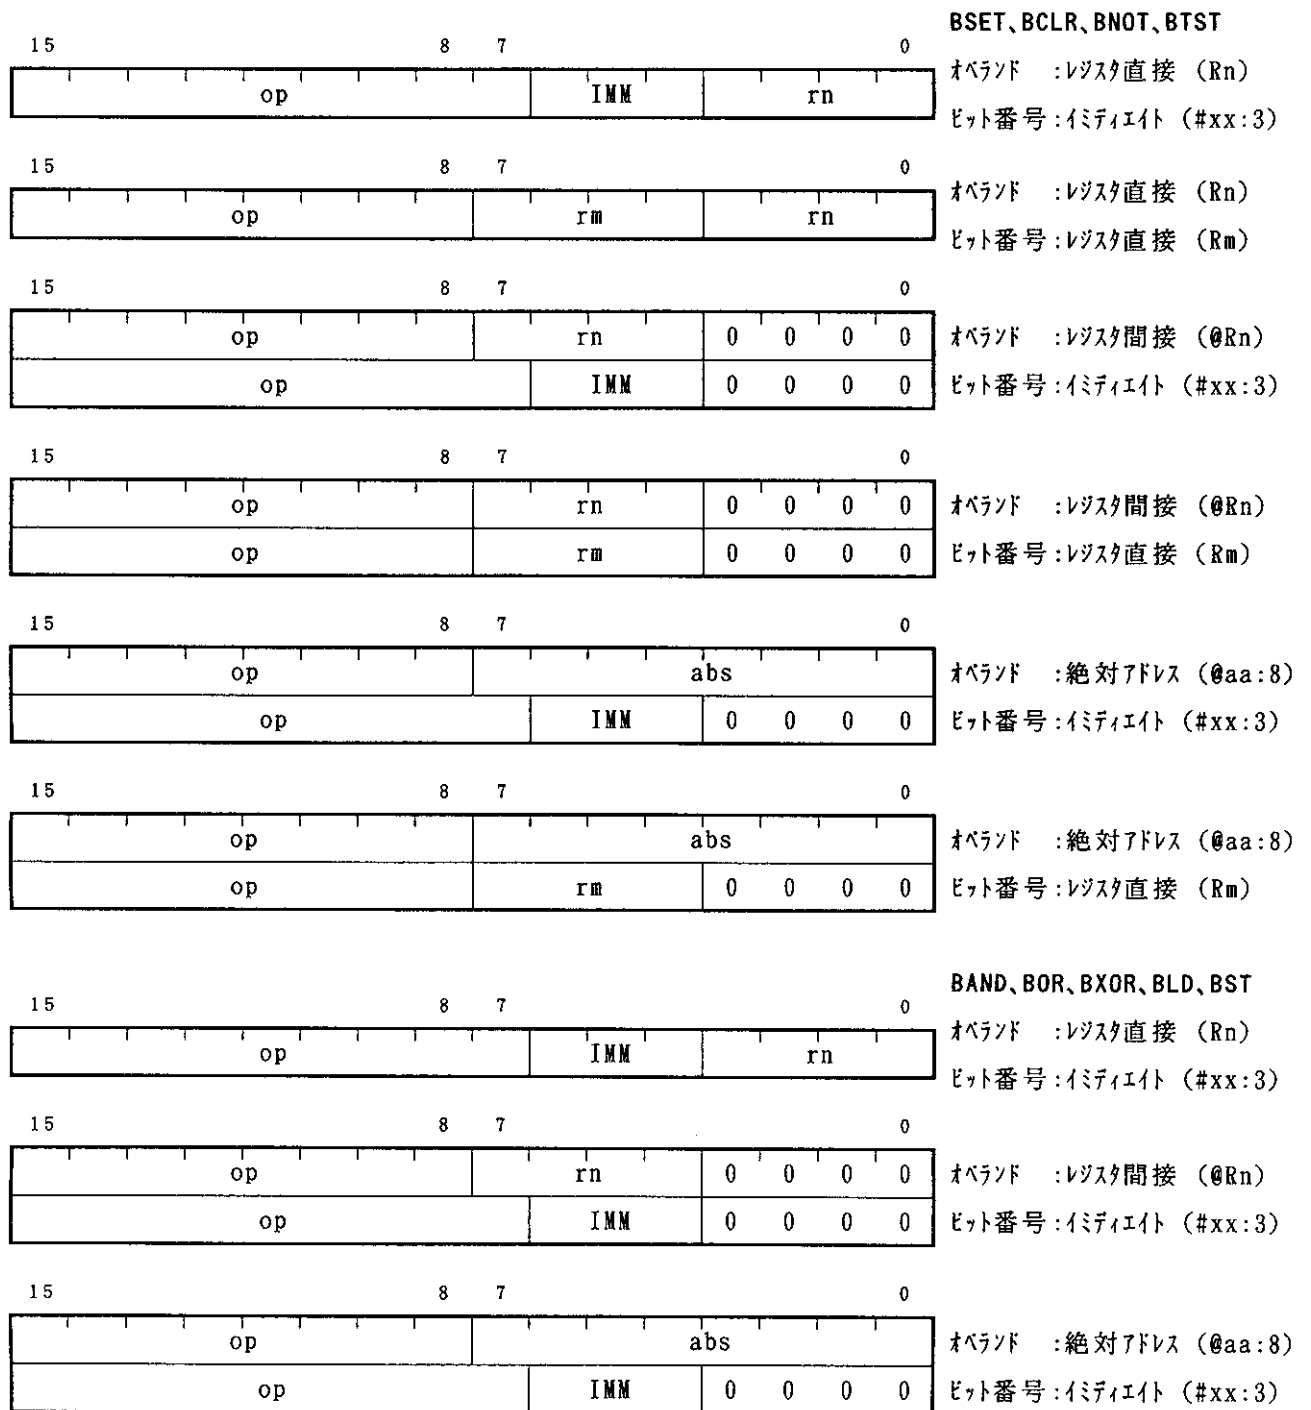 BSET、BCLR、BNOT、BTST
15 8 7 0
op IMM rn
オペランド :レジスタ直接 (Rn)
ビット番号:イミディエイト (#xx:3)
15 8 7 0
op rm rn
オペランド :レジスタ直接 (Rn)
ビット番号:レジスタ直接 (Rm)
15 8 7 0
op rn 0 0 0 0 オペランド :レジスタ間接 (@Rn)
op IMM 0 0 0 0 ビット番号:イミディエイト (#xx:3)
15 8 7 0
op rn 0 0 0 0 オペランド :レジスタ間接 (@Rn)
op rm 0 0 0 0 ビット番号:レジスタ直接 (Rm)
15 8 7 0
op abs オペランド :絶対アドレス (@aa:8)
op IMM 0 0 0 0 ビット番号:イミディエイト (#xx:3)
15 8 7 0
op abs オペランド :絶対アドレス (@aa:8)
op rm 0 0 0 0 ビット番号:レジスタ直接 (Rm)
BAND、BOR、BXOR、BLD、BST
15 8 7 0
op IMM rn
オペランド :レジスタ直接 (Rn)
ビット番号:イミディエイト (#xx:3)
15 8 7 0
op rn 0 0 0 0 オペランド :レジスタ間接 (@Rn)
op IMM 0 0 0 0 ビット番号:イミディエイト (#xx:3)
15 8 7 0
op abs オペランド :絶対アドレス (@aa:8)
op IMM 0 0 0 0 ビット番号:イミディエイト (#xx:3)